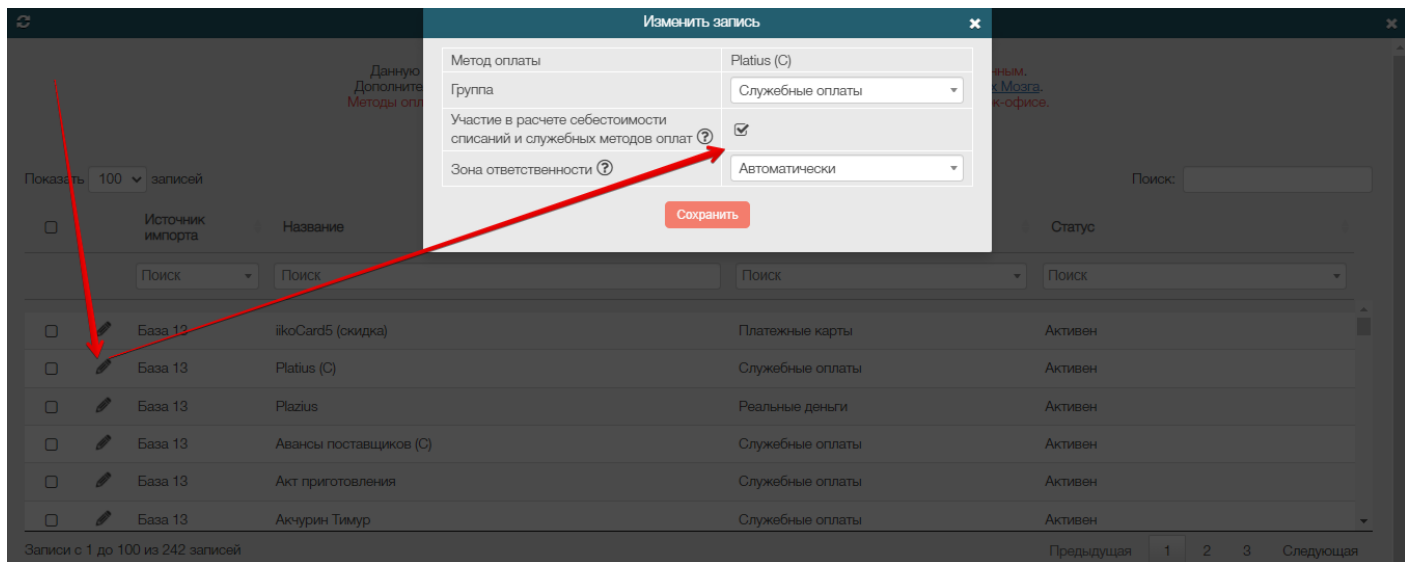 Изменить запись
Метод оплаты Platius (C)
Группа Служебные оплаты
Участие в расчете себестоимости
списаний и служебных методов оплат
Зона ответственности Автоматически
Сохранить
Данную ным.
Дополните к Мозга.
Методы опл к-офисе.
Показать 100 записей Поиск:
Источник
импорта Название Статус
Поиск Поиск Поиск Поиск
База 13 iikoCard5 (скидка) Платежные карты Активен
База 13 Platius (C) Служебные оплаты Активен
База 13 Plazius Реальные деньги Активен
База 13 Авансы поставщиков (C) Служебные оплаты Активен
База 13 Акт приготовления Служебные оплаты Активен
База 13 Акчурин Тимур Служебные оплаты Активен
Записи с 1 до 100 из 242 записей Предыдущая 1 2 3 Следующая